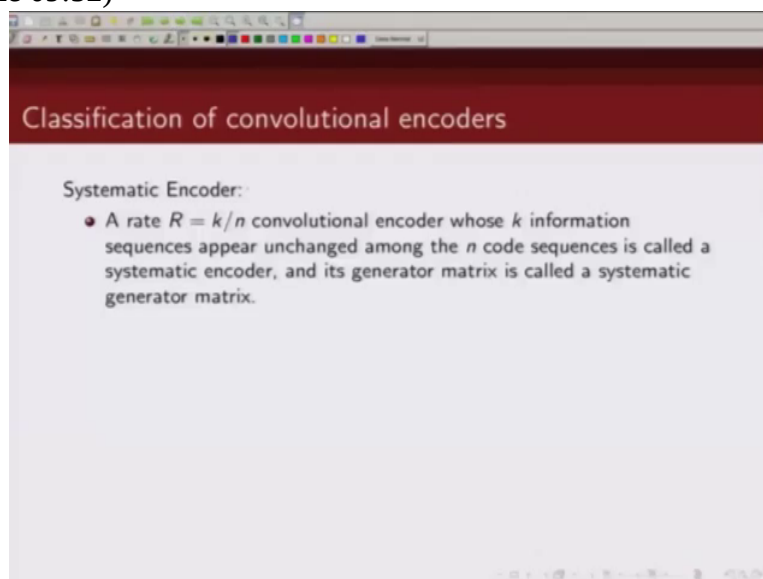 Classification of convolutional encoders
Systematic Encoder:
• A rate R = k/n convolutional encoder whose k information
sequences appear unchanged among the n code sequences is called a
systematic encoder, and its generator matrix is called a systematic
generator matrix.